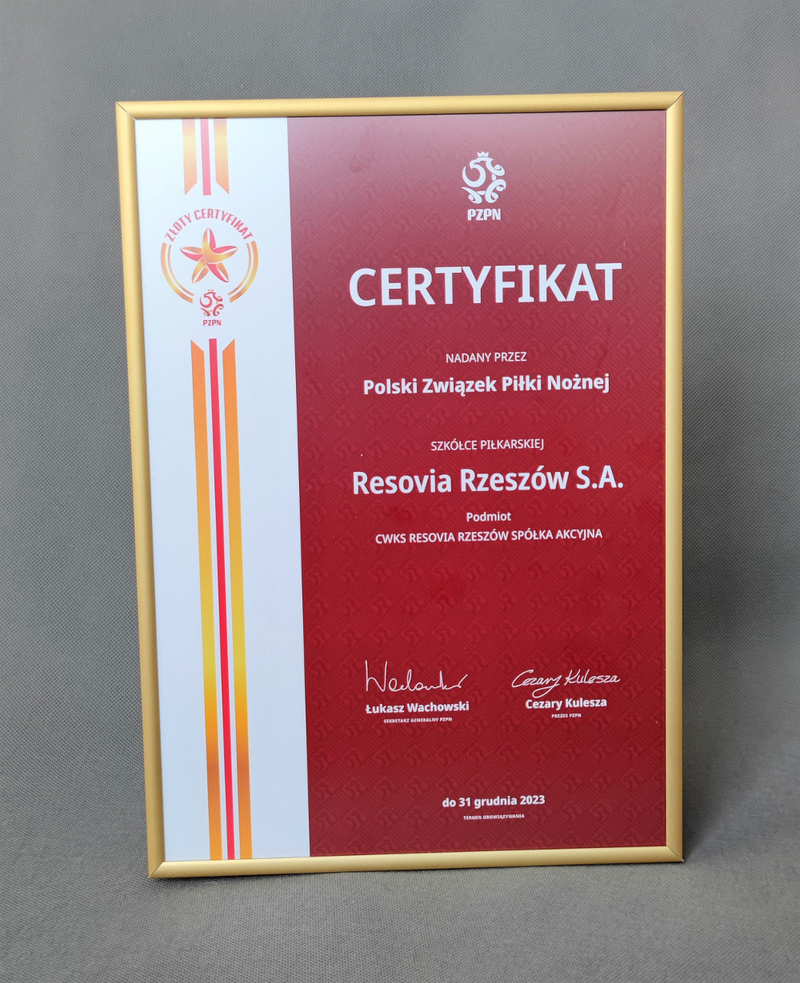 ZŁOTY CERTYFIKAT
PZPN
PZPN
CERTYFIKAT
NADANY PRZEZ
Polski Związek Piłki Nożnej
SZKÓŁCE PIŁKARSKIEJ
Resovia Rzeszów S.A.
Podmiot
CWKS RESOVIA RZESZÓW SPÓŁKA AKCYJNA
Cezary Kulesza
Łukasz Wachowski
SEKRETARZ GENERALNY PZPN
Cezary Kulesza
PREZES PZPN
do 31 grudnia 2023
TERMIN OBOWIĄZYWANIA